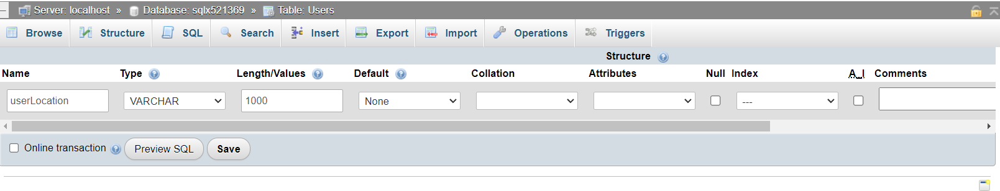 Server: localhost » Database: sqlx521369 » Table: Users
Browse Structure SQL Search Insert Export Import Operations Triggers
Structure
Name Type Length/Values Default Collation Attributes Null Index A_I Comments
userLocation VARCHAR 1000 None ---
Online transaction Preview SQL Save